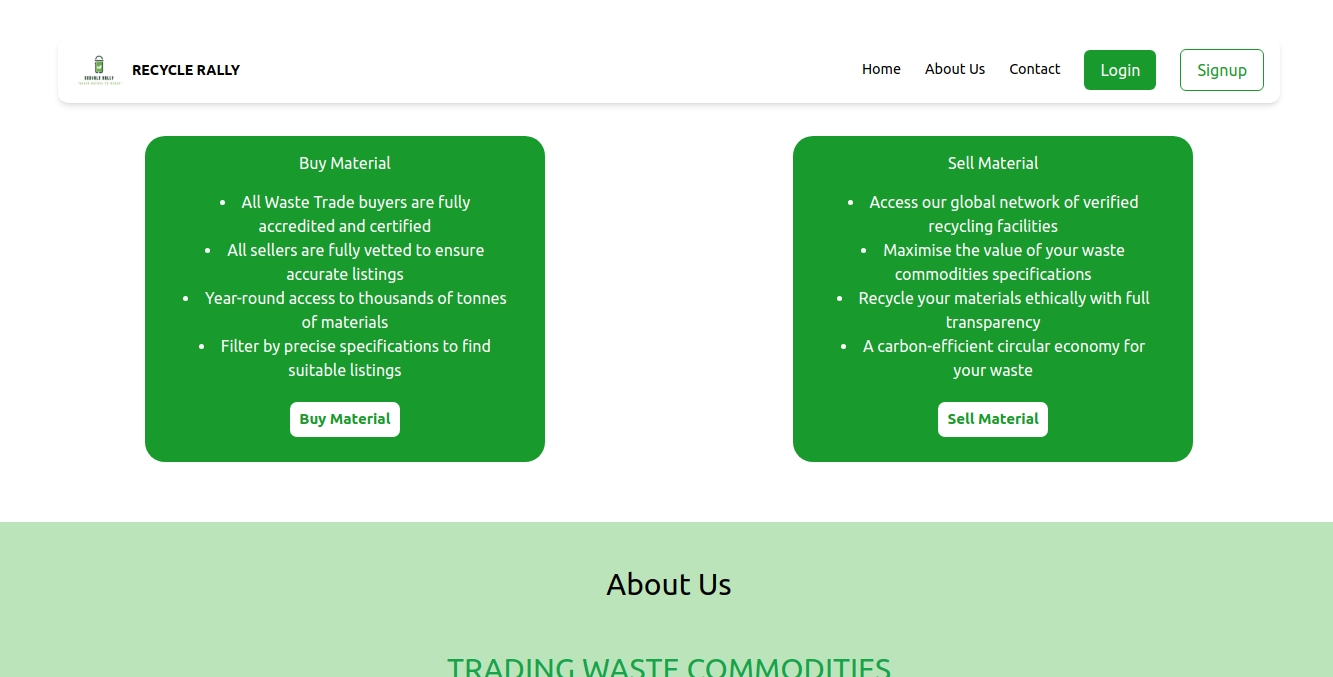 RECYCLE RALLY
Home
About Us
Contact
Login
Signup
Buy Material
• All Waste Trade buyers are fully
accredited and certified
• All sellers are fully vetted to ensure
accurate listings
• Year-round access to thousands of tonnes
of materials
• Filter by precise specifications to find
suitable listings
Buy Material
Sell Material
• Access our global network of verified
recycling facilities
• Maximise the value of your waste
commodities specifications
• Recycle your materials ethically with full
transparency
• A carbon-efficient circular economy for
your waste
Sell Material
About Us
TRADING WASTE COMMODITIES